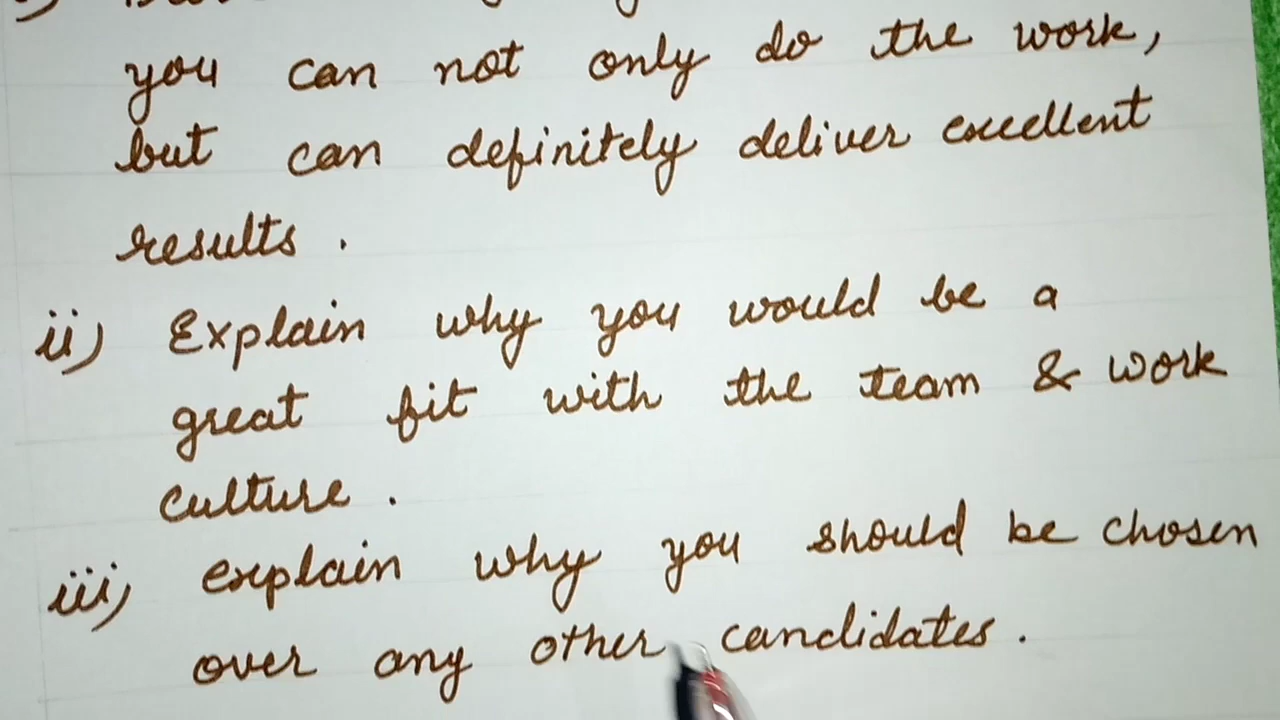 you can not only do the work,
but can definitely deliver excellent
results.
ii) Explain why you would be a
great fit with the team & work
culture.
iii) explain why you should be chosen
over any other candidates.